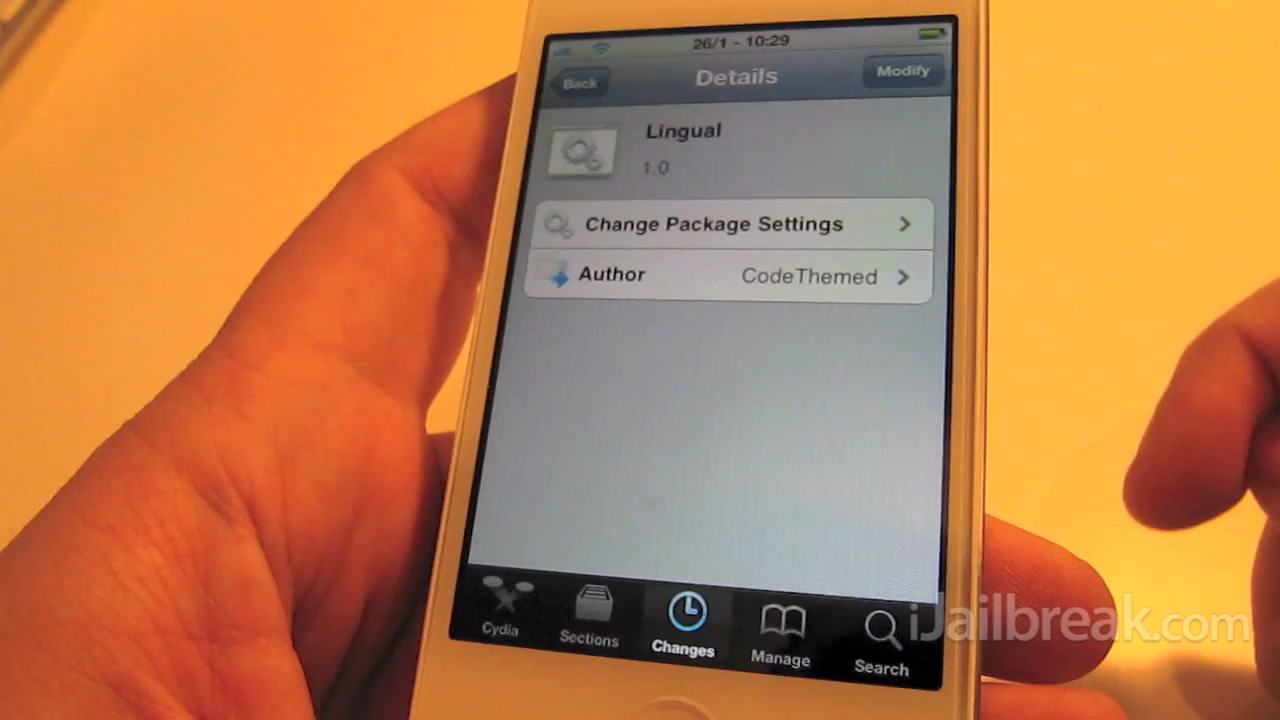 26/1 - 10:29
Back Details Modify
Lingual
1.0
Change Package Settings
Author CodeThemed
Cydia Sections Changes Manage Search
iJailbreak.com